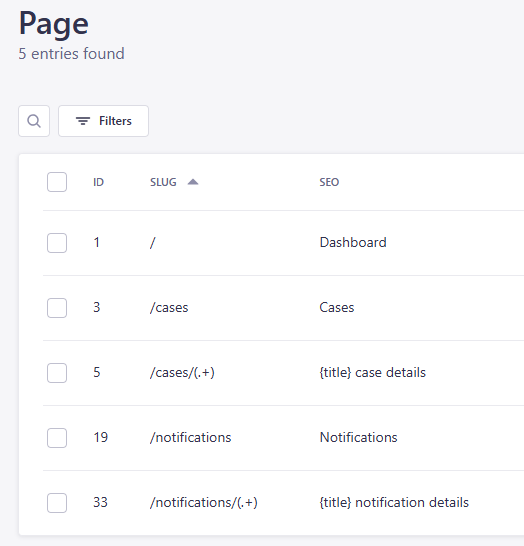 Page
5 entries found
Filters
ID SLUG SEO
1 / Dashboard
3 /cases Cases
5 /cases/(.+) {title} case details
19 /notifications Notifications
33 /notifications/(.+) {title} notification details